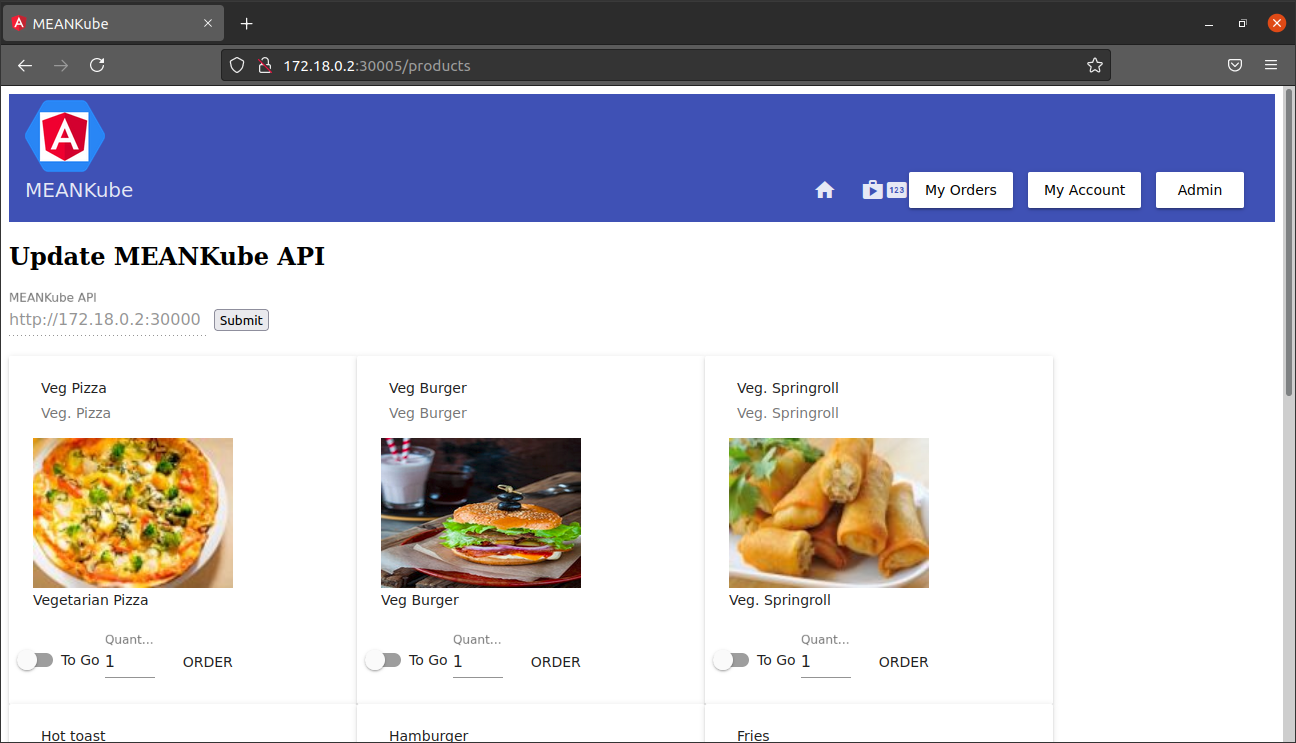 MEANKube
172.18.0.2:30005/products
MEANKube
123
My Orders
My Account
Admin
Update MEANKube API
MEANKube API
http://172.18.0.2:30000
Submit
Veg Pizza
Veg. Pizza
Vegetarian Pizza
To Go
Quant...
1
ORDER
Veg Burger
Veg Burger
Veg Burger
To Go
Quant...
1
ORDER
Veg. Springroll
Veg. Springroll
Veg. Springroll
To Go
Quant...
1
ORDER
Hot toast
Hamburger
Fries